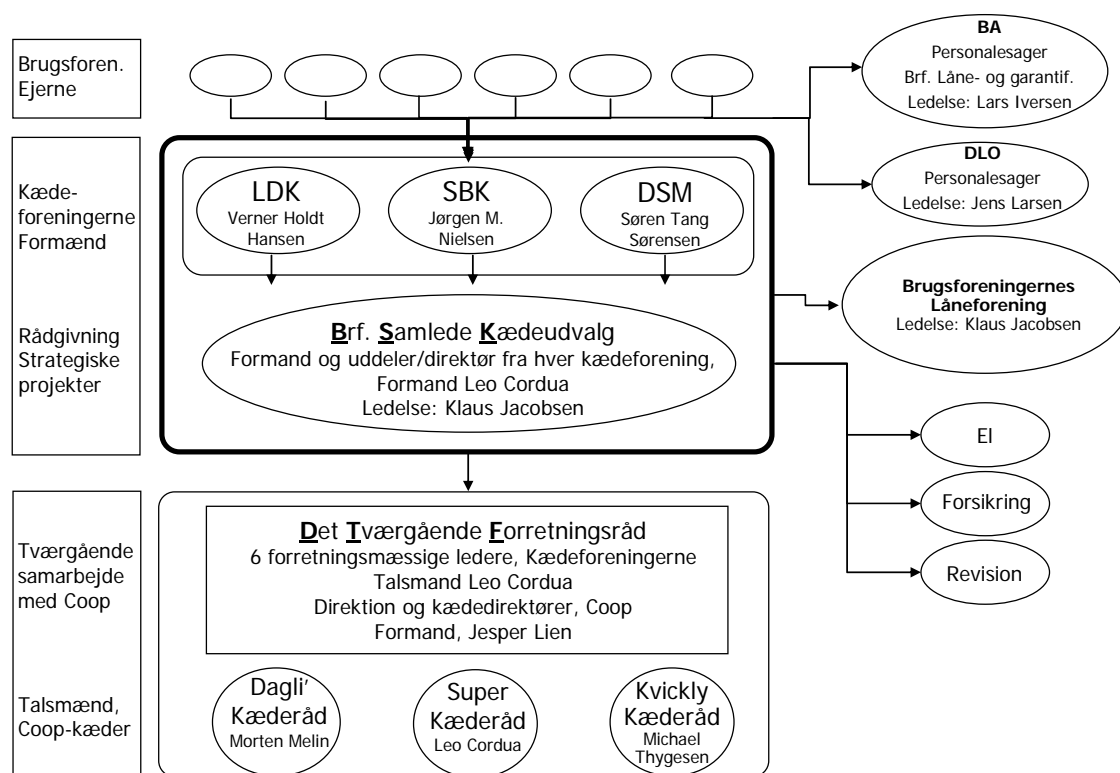 Brugsforen.
Ejerne
BA
Personalesager
Brf. Låne- og garantif.
Ledelse: Lars Iversen
DLO
Personalesager
Ledelse: Jens Larsen
Kæde-
foreningerne
Formænd
LDK
Verner Holdt
Hansen
SBK
Jørgen M.
Nielsen
DSM
Søren Tang
Sørensen
Brugsforeningernes
Låneforening
Ledelse: Klaus Jacobsen
Rådgivning
Strategiske
projekter
Brf. Samlede Kædeudvalg
Formand og uddeler/direktør fra hver kædeforening,
Formand Leo Cordua
Ledelse: Klaus Jacobsen
El
Forsikring
Revision
Tværgående
samarbejde
med Coop
Det Tværgående Forretningsråd
6 forretningsmæssige ledere, Kædeforeningerne
Talsmand Leo Cordua
Direktion og kædedirektører, Coop
Formand, Jesper Lien
Talsmænd,
Coop-kæder
Dagli’
Kæderåd
Morten Melin
Super
Kæderåd
Leo Cordua
Kvickly
Kæderåd
Michael
Thygesen